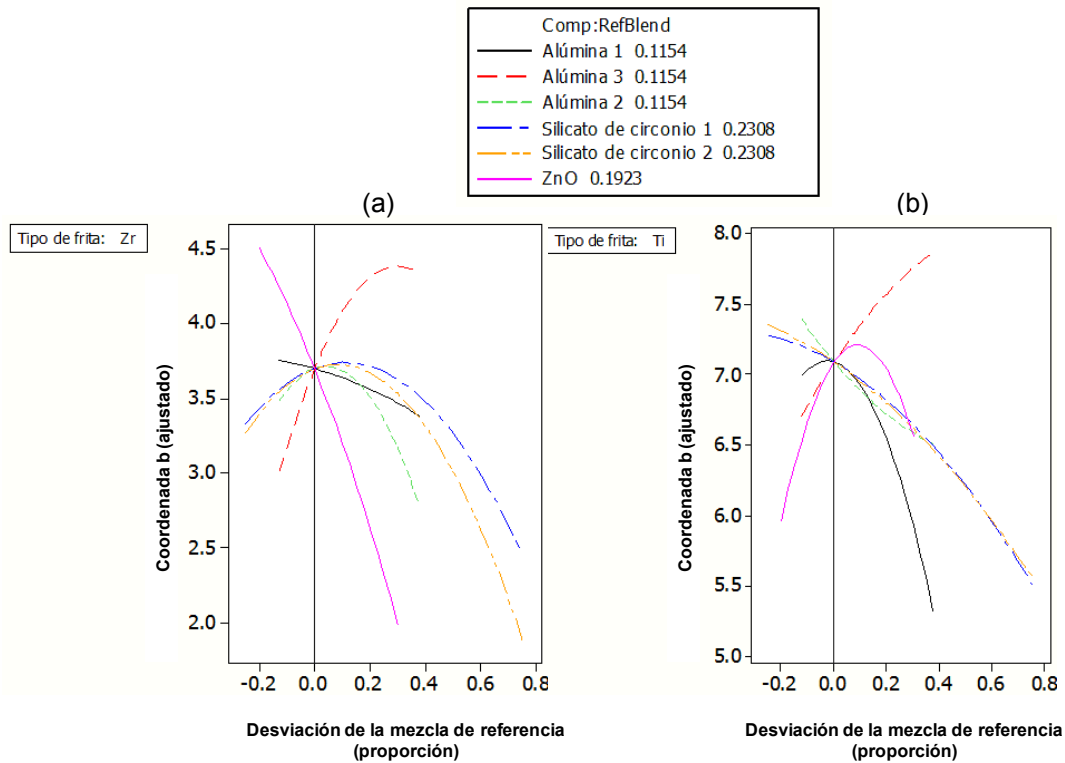 Comp:RefBlend
Alúmina 1 0.1154
Alúmina 3 0.1154
Alúmina 2 0.1154
Silicato de circonio 1 0.2308
Silicato de circonio 2 0.2308
ZnO 0.1923
(a)
(b)
Tipo de frita: Zr
Tipo de frita: Ti
4.5
4.0
3.5
3.0
2.5
2.0
Coordenada b (ajustado)
-0.2 0.0 0.2 0.4 0.6 0.8
Desviación de la mezcla de referencia
(proporción)
8.0
7.5
7.0
6.5
6.0
5.5
5.0
Coordenada b (ajustado)
-0.2 0.0 0.2 0.4 0.6 0.8
Desviación de la mezcla de referencia
(proporción)